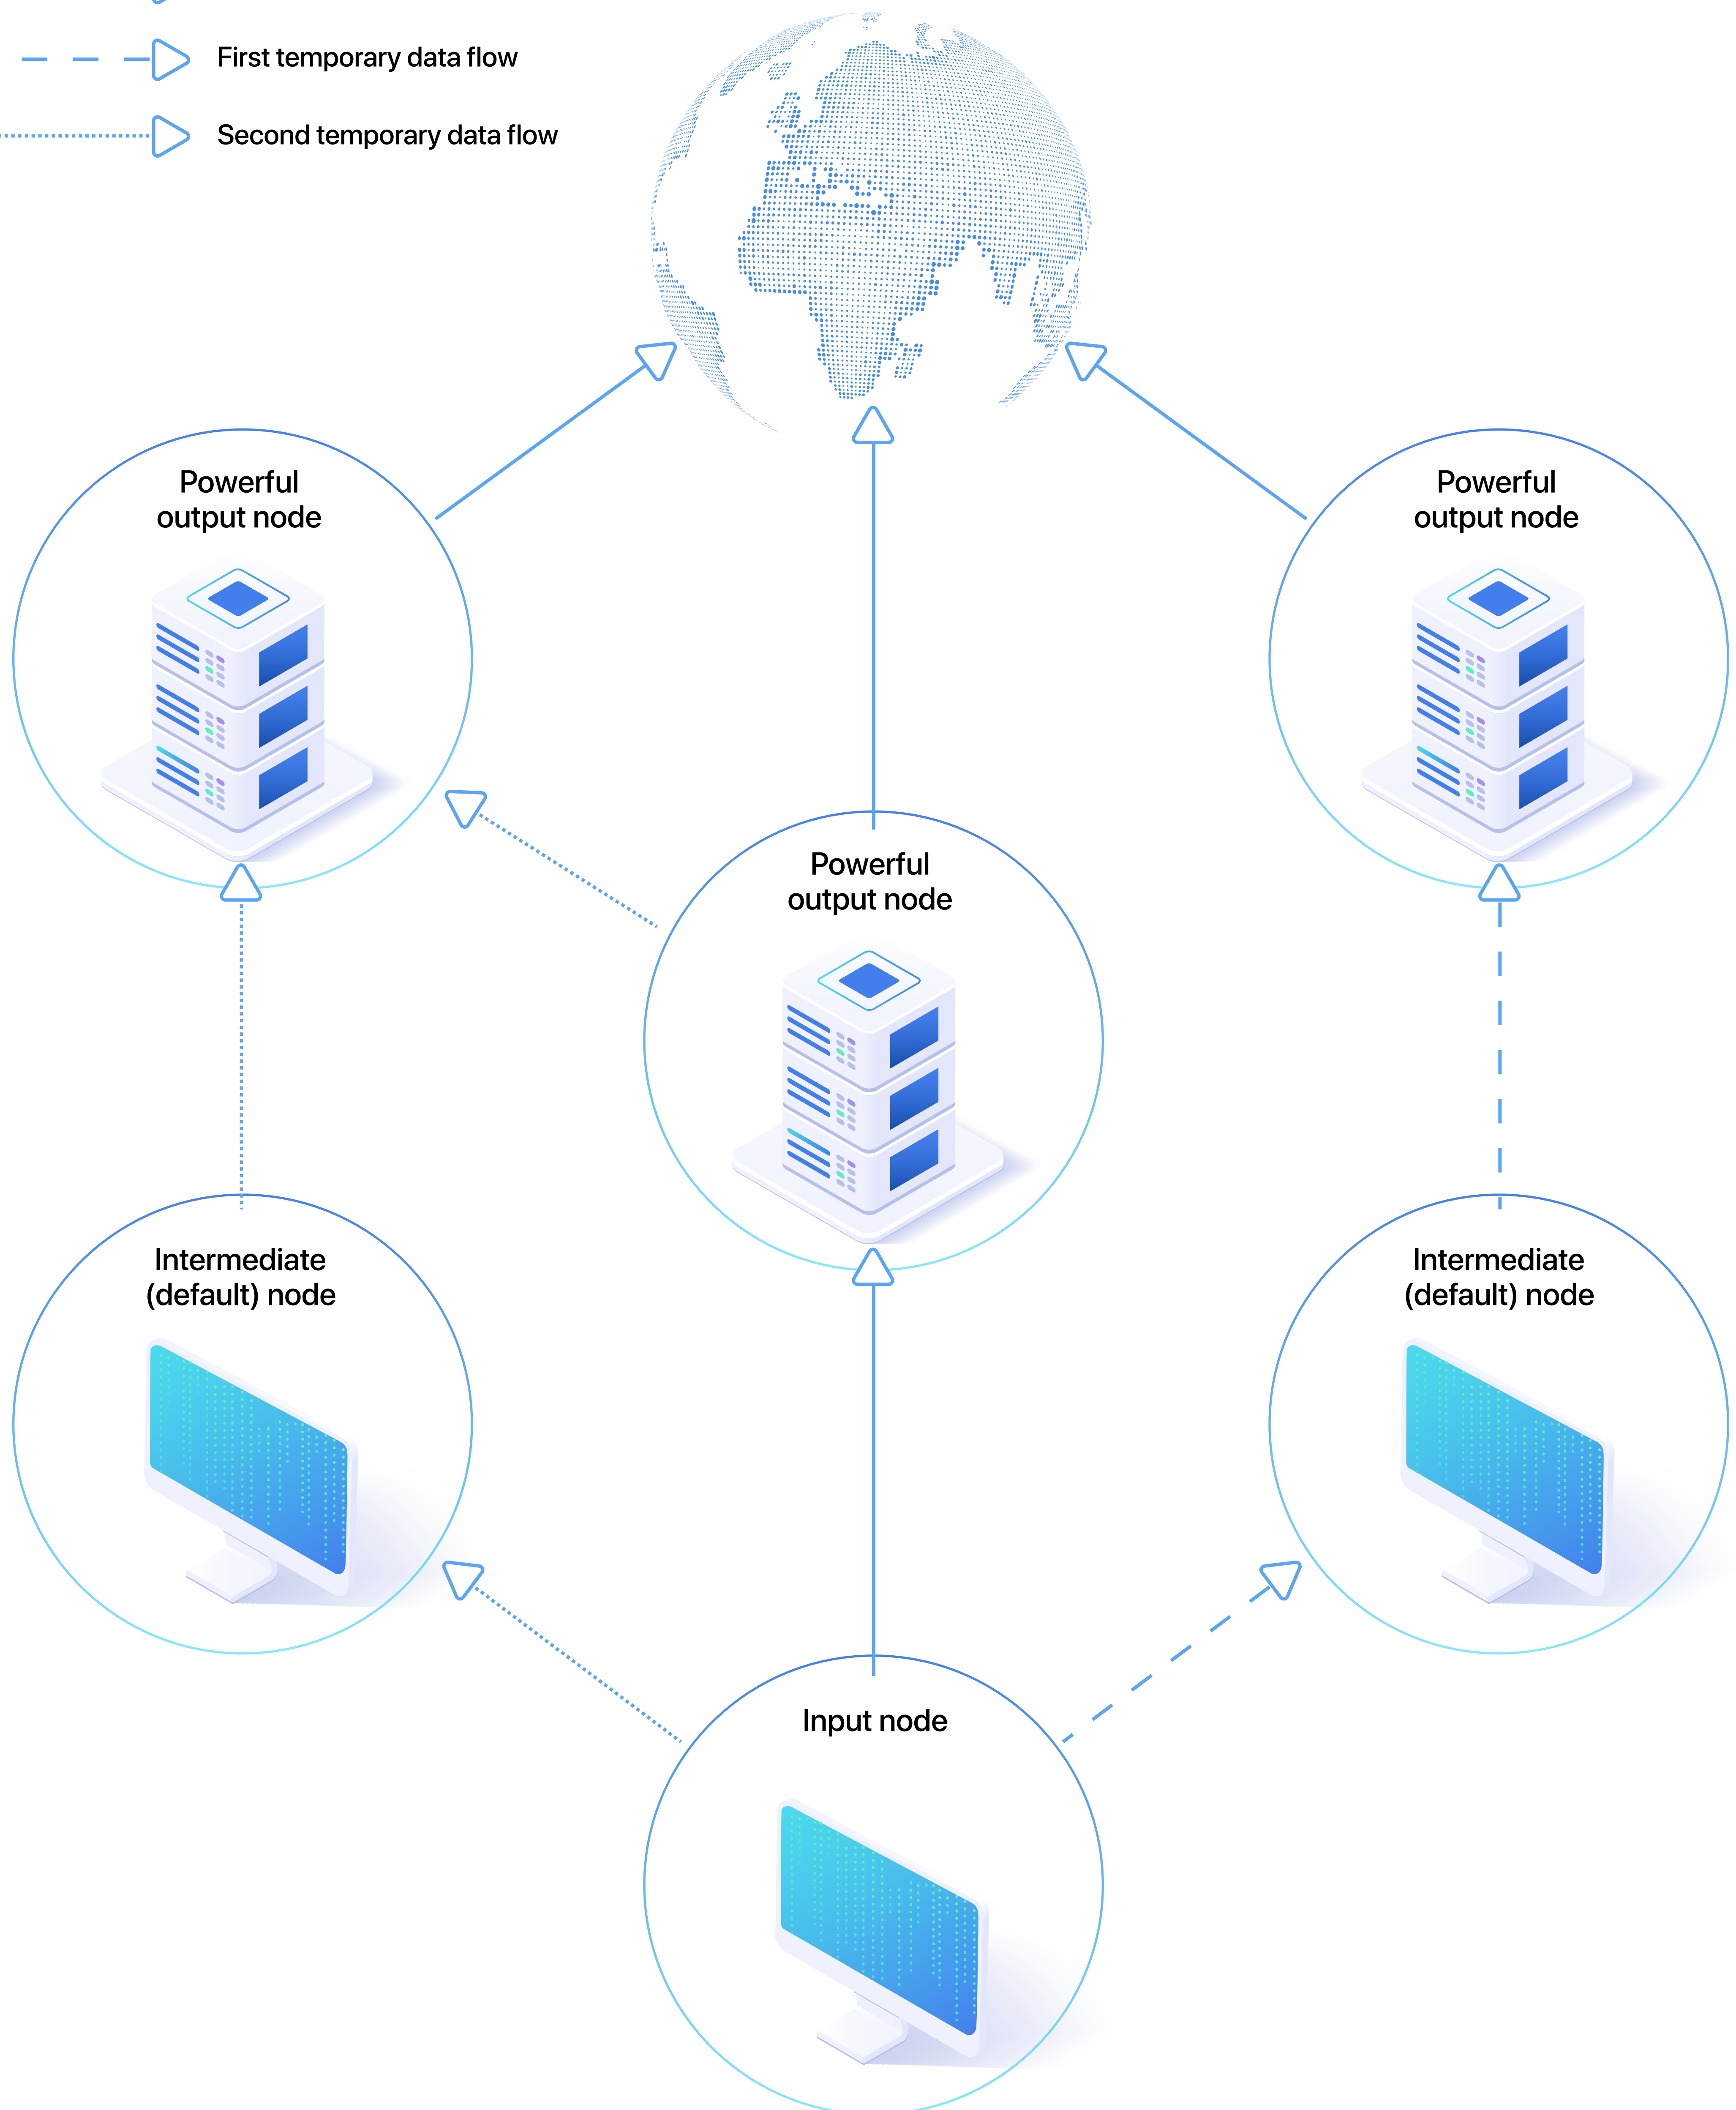 First temporary data flow
Second temporary data flow
Powerful
output node
Powerful
output node
Powerful
output node
Intermediate
(default) node
Intermediate
(default) node
Input node